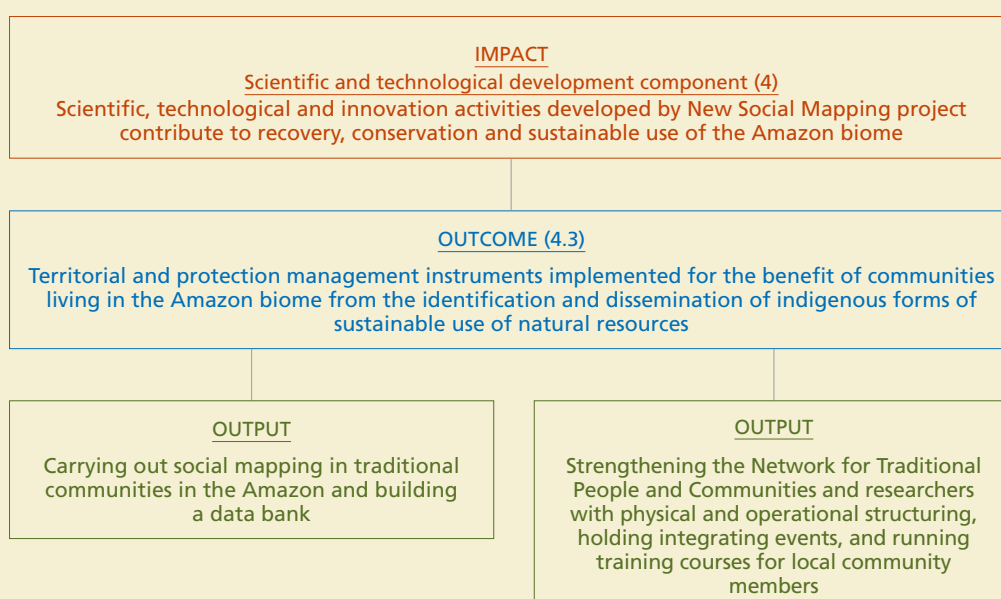 IMPACT
Scientific and technological development component (4)
Scientific, technological and innovation activities developed by New Social Mapping project
contribute to recovery, conservation and sustainable use of the Amazon biome
OUTCOME (4.3)
Territorial and protection management instruments implemented for the benefit of communities
living in the Amazon biome from the identification and dissemination of indigenous forms of
sustainable use of natural resources
OUTPUT
Carrying out social mapping in traditional
communities in the Amazon and building
a data bank
OUTPUT
Strengthening the Network for Traditional
People and Communities and researchers
with physical and operational structuring,
holding integrating events, and running
training courses for local community
members